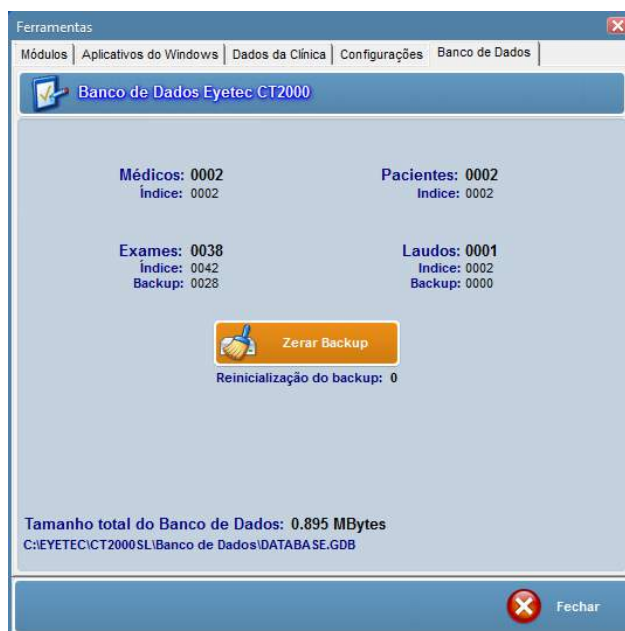 Ferramentas
Módulos Aplicativos do Windows Dados da Clínica Configurações Banco de Dados
Banco de Dados Eyetec CT2000
Médicos: 0002 Pacientes: 0002
Índice: 0002 Indice: 0002
Exames: 0038 Laudos: 0001
Índice: 0042 Indice: 0002
Backup: 0028 Backup: 0000
Zerar Backup
Reinicialização do backup: 0
Tamanho total do Banco de Dados: 0.895 MBytes
C:\EYETEC\CT2000SL\Banco de Dados\DATABASE.GDB
Fechar